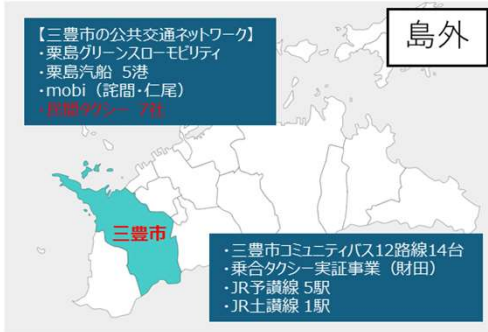 島外
【三豊市の公共交通ネットワーク】
・粟島グリーンスローモビリティ
・粟島汽船 5港
・mobi（詫間・仁尾）
・民間タクシー 7社
三豊市
・三豊市コミュニティバス12路線14台
・乗合タクシー実証事業（財田）
・JR予讃線 5駅
・JR土讃線 1駅